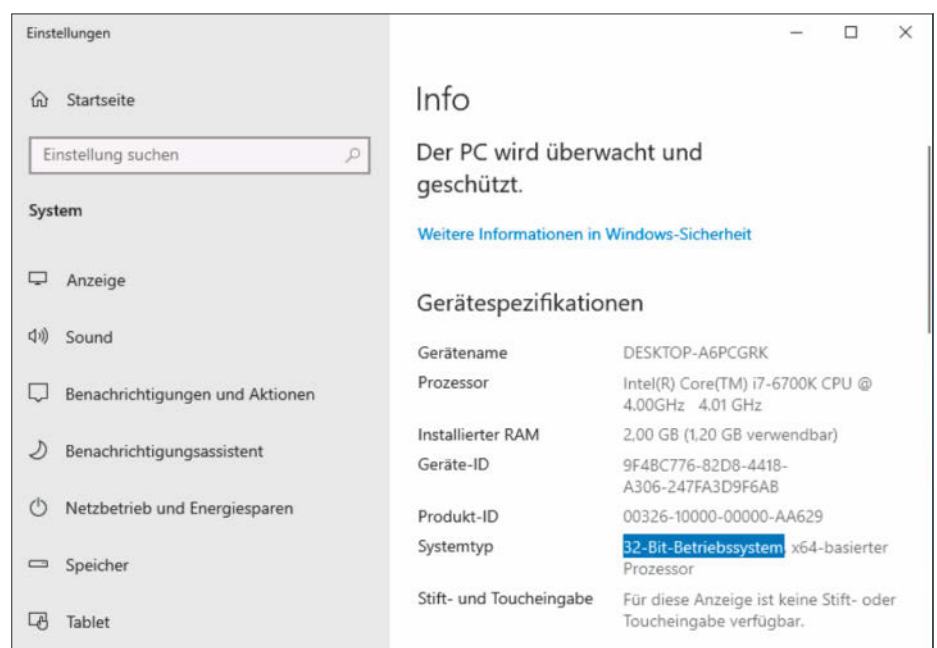 Einstellungen
Startseite
Einstellung suchen
System
Anzeige
Sound
Benachrichtigungen und Aktionen
Benachrichtigungsassistent
Netzbetrieb und Energiesparen
Speicher
Tablet
Info
Der PC wird überwacht und
geschützt.
Weitere Informationen in Windows-Sicherheit
Gerätespezifikationen
Gerätename DESKTOP-A6PCGRK
Prozessor Intel(R) Core(TM) i7-6700K CPU @
4.00GHz 4.01 GHz
Installierter RAM 2,00 GB (1,20 GB verwendbar)
Geräte-ID 9F4BC776-82D8-4418-
A306-247FA3D9F6AB
Produkt-ID 00326-10000-00000-AA629
Systemtyp 32-Bit-Betriebssystem, x64-basierter
Prozessor
Stift- und Toucheingabe Für diese Anzeige ist keine Stift- oder
Toucheingabe verfügbar.